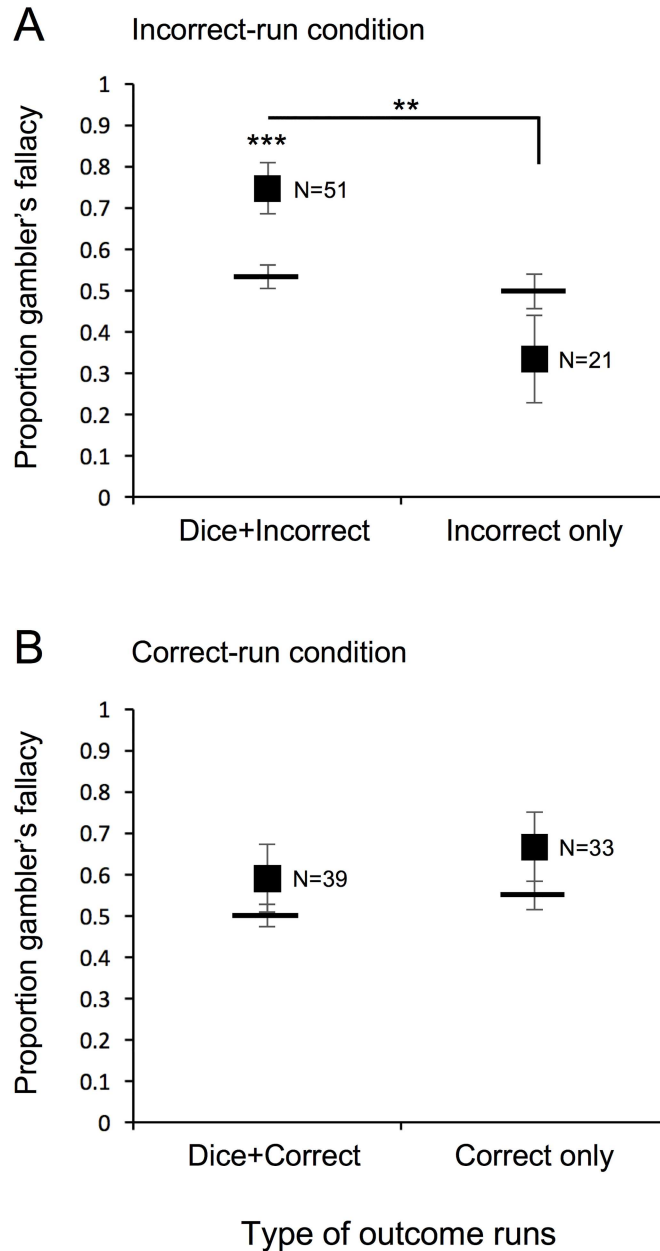 A
Incorrect-run condition
Proportion gambler's fallacy
1
0.9
0.8
0.7
0.6
0.5
0.4
0.3
0.2
0.1
0
**
***
N=51
N=21
Dice+Incorrect
Incorrect only
B
Correct-run condition
Proportion gambler's fallacy
1
0.9
0.8
0.7
0.6
0.5
0.4
0.3
0.2
0.1
0
N=39
N=33
Dice+Correct
Correct only
Type of outcome runs